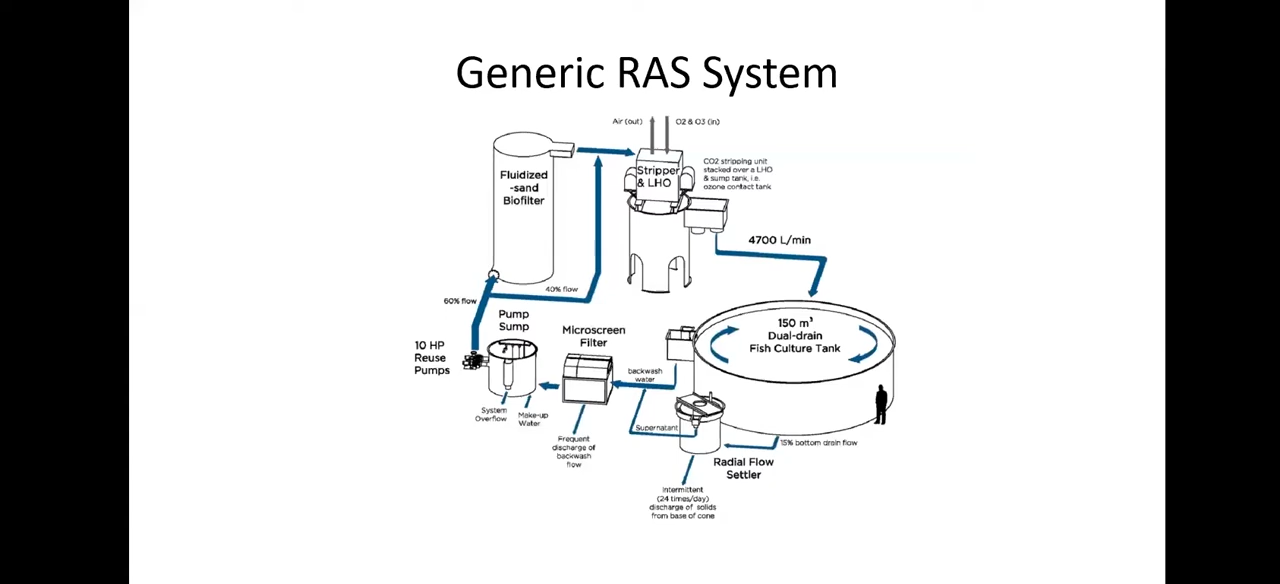 Generic RAS System
Air (out)
O2 & O3 (in)
Fluidized
-sand
Biofilter
Stripper
& LHO
CO2 stripping unit
stacked over a LHO
& sump tank, i.e.
ozone contact tank
4700 L/min
60% flow
40% flow
Pump
Sump
Microscreen
Filter
10 HP
Reuse
Pumps
150 m³
Dual-drain
Fish Culture Tank
backwash
water
System
Overflow
Make-up
Water
Supernatant
Frequent
discharge of
backwash
flow
15% bottom drain flow
Radial Flow
Settler
Intermittent
(24 times/day)
discharge of solids
from base of cone